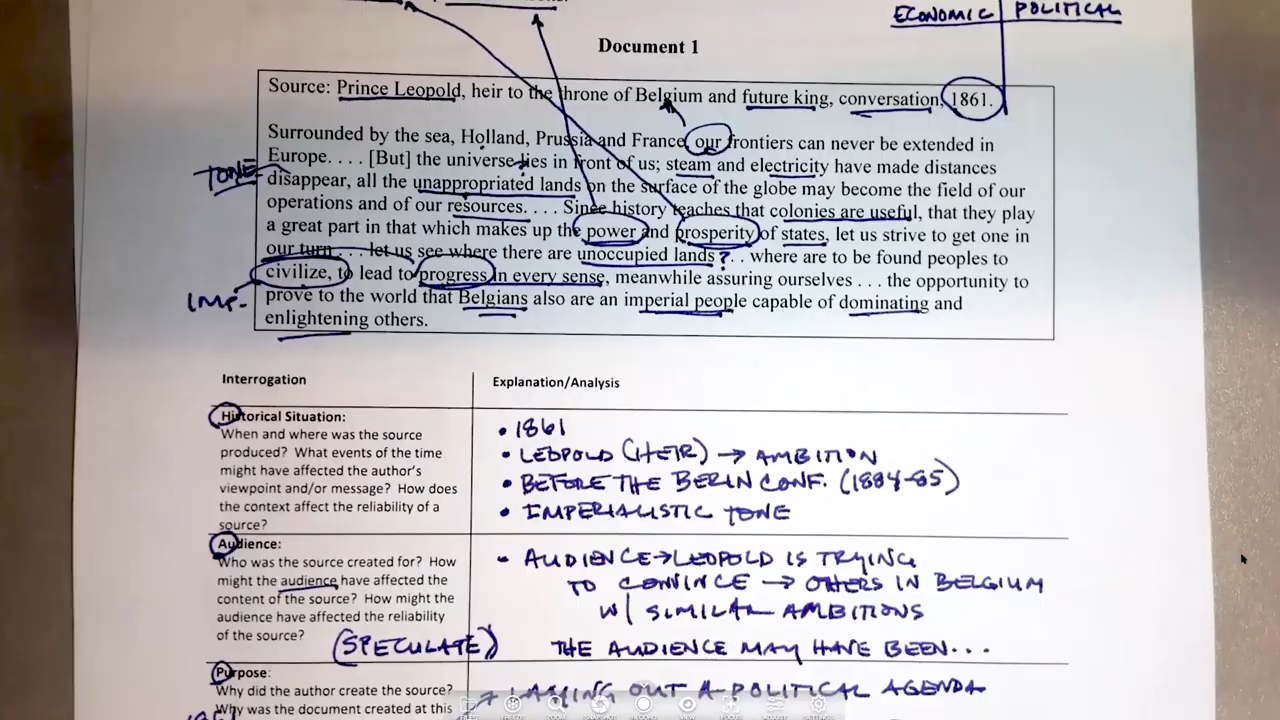 ECONOMIC POLITICAL
Document 1
Source: Prince Leopold, heir to the throne of Belgium and future king, conversation, 1861.
Surrounded by the sea, Holland, Prussia and France, our frontiers can never be extended in
Europe. . . . [But] the universe lies in front of us; steam and electricity have made distances
TONE
disappear, all the unappropriated lands on the surface of the globe may become the field of our
operations and of our resources. . . . Since history teaches that colonies are useful, that they play
a great part in that which makes up the power and prosperity of states, let us strive to get one in
our turn . . . let us see where there are unoccupied lands ? . . where are to be found peoples to
civilize, to lead to progress in every sense, meanwhile assuring ourselves . . . the opportunity to
IMP.
prove to the world that Belgians also are an imperial people capable of dominating and
enlightening others.
Interrogation Explanation/Analysis
Historical Situation:
When and where was the source
produced? What events of the time
might have affected the author's
viewpoint and/or message? How does
the context affect the reliability of a
source?
• 1861
• LEOPOLD (HEIR) → AMBITION
• BEFORE THE BERLIN CONF. (1884-85)
• IMPERIALISTIC TONE
Audience:
Who was the source created for? How
might the audience have affected the
content of the source? How might the
audience have affected the reliability
of the source?
(SPECULATE)
- AUDIENCE → LEOPOLD IS TRYING
TO CONVINCE → OTHERS IN BELGIUM
W/ SIMILAR AMBITIONS
THE AUDIENCE MAY HAVE BEEN...
Purpose:
Why did the author create the source?
Why was the document created at this
→ LAYING OUT A POLITICAL AGENDA